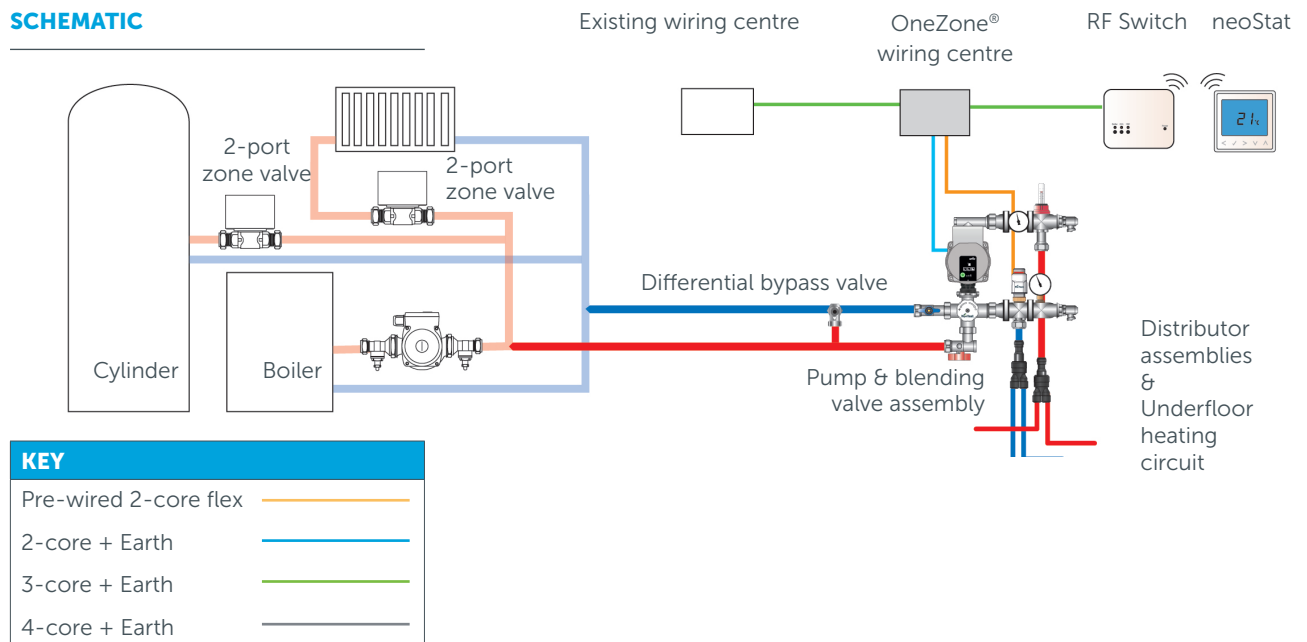 SCHEMATIC
Existing wiring centre
OneZone®
wiring centre
RF Switch
neoStat
2-port
zone valve
2-port
zone valve
21°c
Differential bypass valve
Cylinder
Boiler
Pump & blending
valve assembly
Distributor
assemblies
&
Underfloor
heating
circuit
KEY
Pre-wired 2-core flex
2-core + Earth
3-core + Earth
4-core + Earth